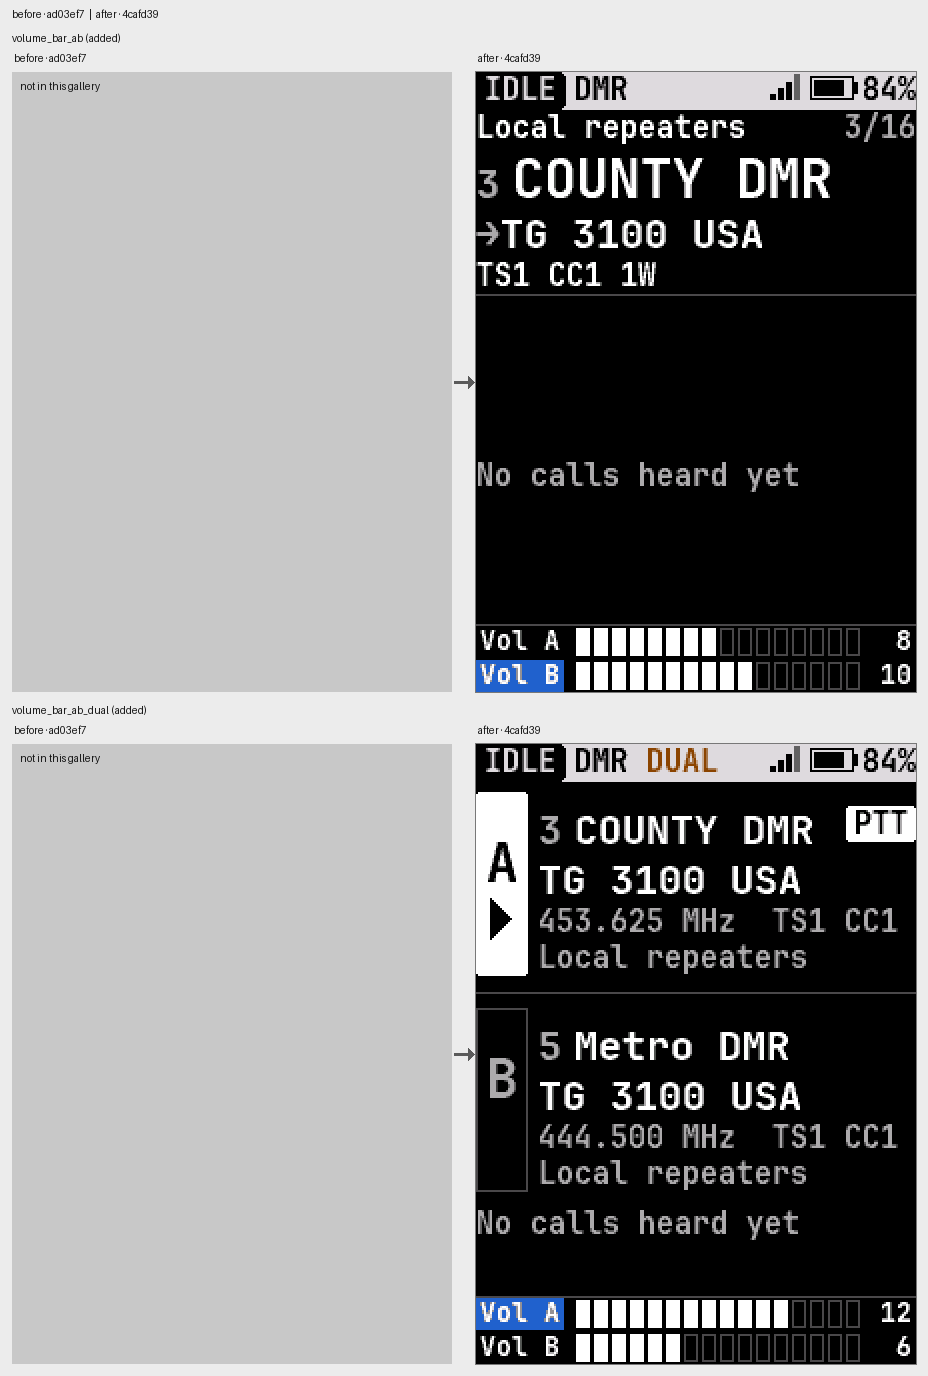 before · ad03ef7 | after · 4cafd39
volume_bar_ab (added)
before · ad03ef7
after · 4cafd39
not in this gallery
IDLE DMR 84%
Local repeaters 3/16
3 COUNTY DMR
→TG 3100 USA
TS1 CC1 1W
No calls heard yet
Vol A 8
Vol B 10
volume_bar_ab_dual (added)
before · ad03ef7
after · 4cafd39
not in this gallery
IDLE DMR DUAL 84%
A
3 COUNTY DMR PTT
TG 3100 USA
453.625 MHz TS1 CC1
Local repeaters
B
5 Metro DMR
TG 3100 USA
444.500 MHz TS1 CC1
Local repeaters
No calls heard yet
Vol A 12
Vol B 6